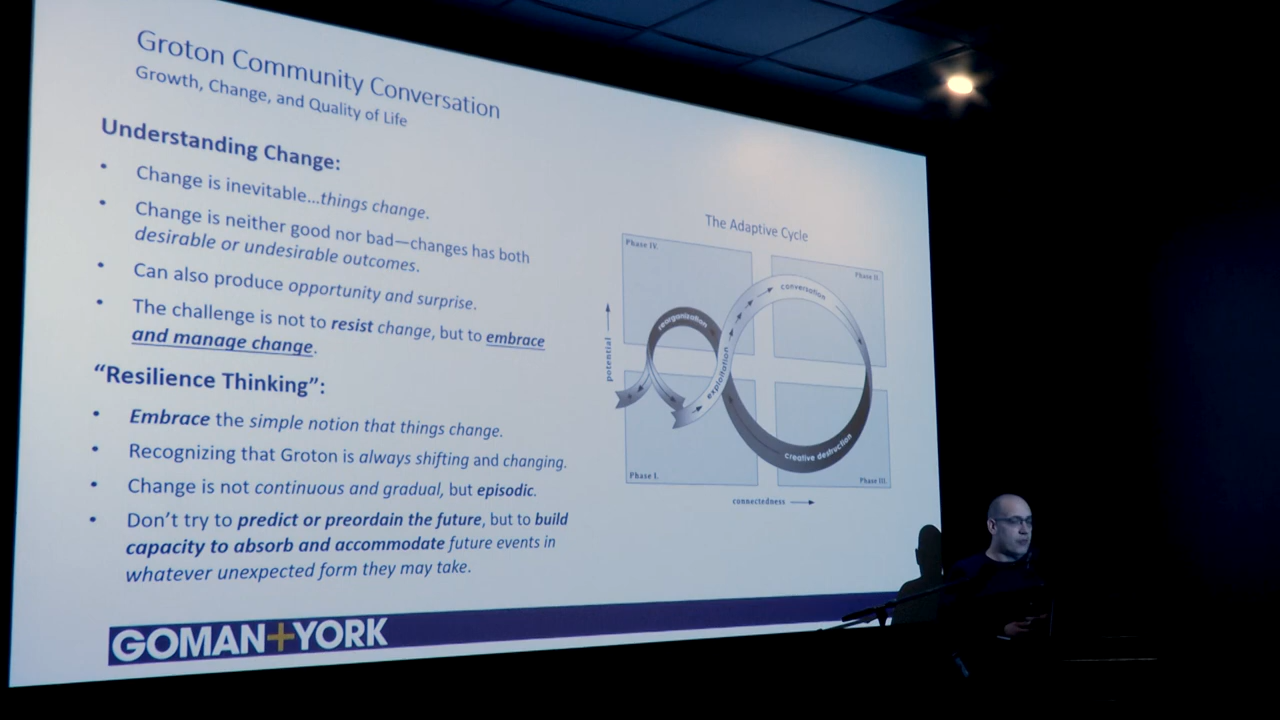 Groton Community Conversation
Growth, Change, and Quality of Life
Understanding Change:
• Change is inevitable…things change.
• Change is neither good nor bad—changes has both
desirable or undesirable outcomes.
• Can also produce opportunity and surprise.
• The challenge is not to resist change, but to embrace
and manage change.
“Resilience Thinking”:
• Embrace the simple notion that things change.
• Recognizing that Groton is always shifting and changing.
• Change is not continuous and gradual, but episodic.
• Don’t try to predict or preordain the future, but to build
capacity to absorb and accommodate future events in
whatever unexpected form they may take.
The Adaptive Cycle
Phase IV.
Phase II.
conversation
reorganization
potential
exploitation
creative destruction
Phase I.
Phase III.
connectedness
GOMAN+YORK